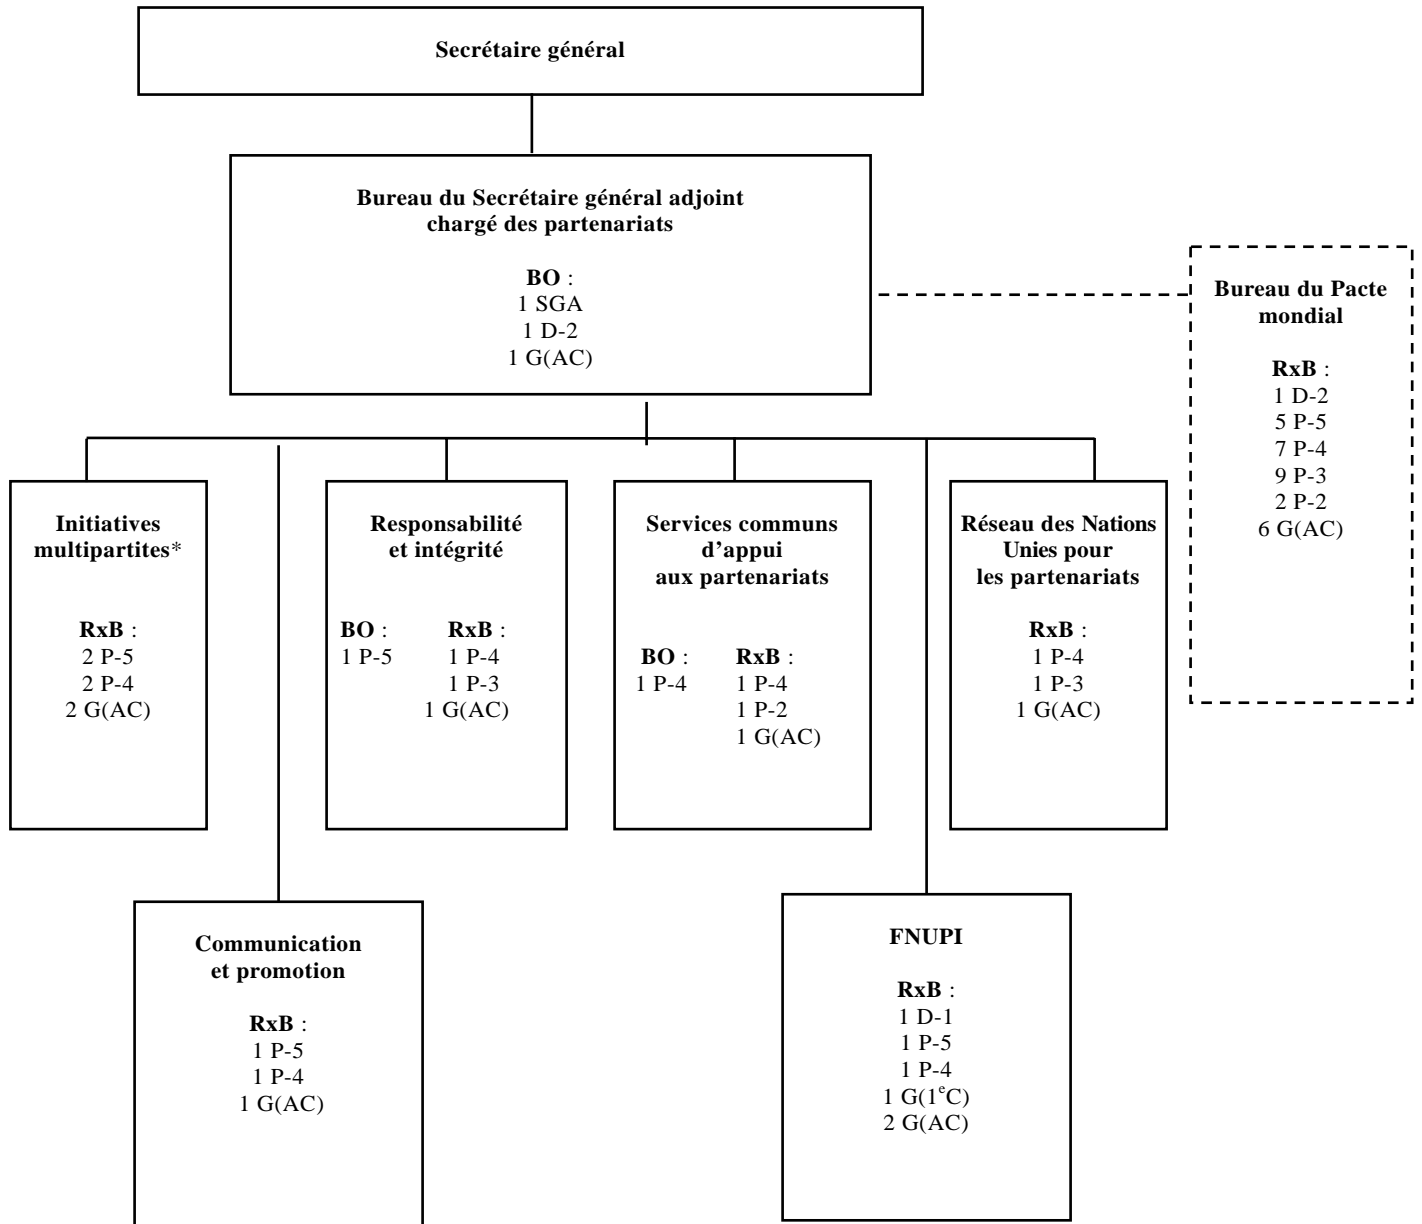 Secrétaire général
Bureau du Secrétaire général adjoint
chargé des partenariats
BO :
1 SGA
1 D-2
1 G(AC)
Bureau du Pacte
mondial
RxB :
1 D-2
5 P-5
7 P-4
9 P-3
2 P-2
6 G(AC)
Initiatives
multipartites*
RxB :
2 P-5
2 P-4
2 G(AC)
Responsabilité
et intégrité
BO :
1 P-5
RxB :
1 P-4
1 P-3
1 G(AC)
Services communs
d'appui
aux partenariats
BO :
1 P-4
RxB :
1 P-4
1 P-2
1 G(AC)
Réseau des Nations
Unies pour
les partenariats
RxB :
1 P-4
1 P-3
1 G(AC)
Communication
et promotion
RxB :
1 P-5
1 P-4
1 G(AC)
FNUPI
RxB :
1 D-1
1 P-5
1 P-4
1 G(1eC)
2 G(AC)